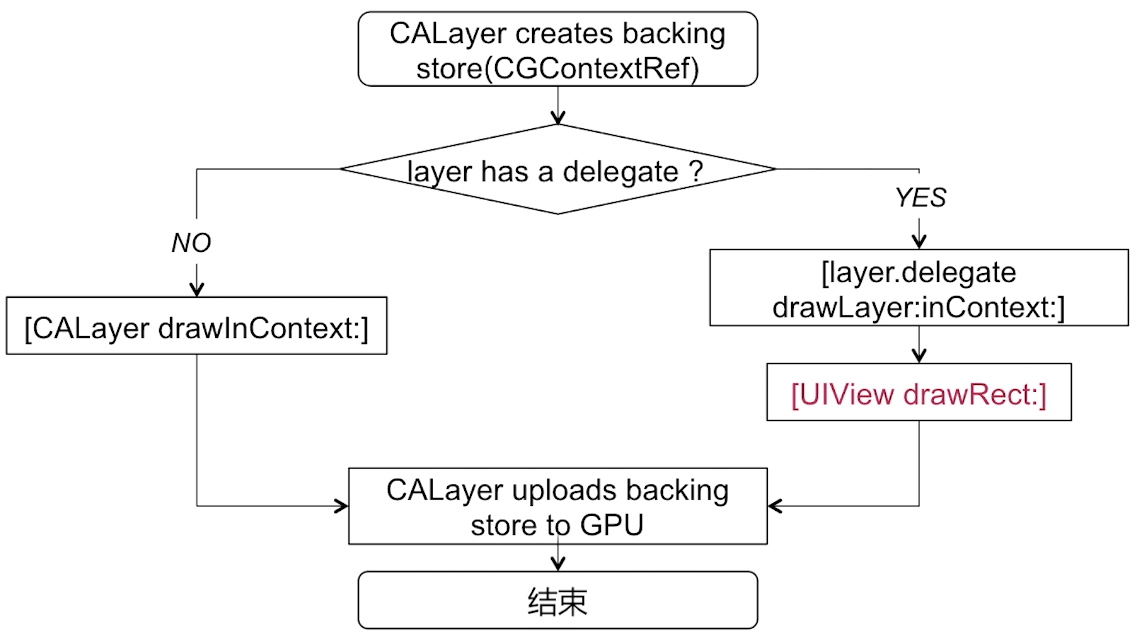 CALayer creates backing
store(CGContextRef)
layer has a delegate ?
YES
NO
[layer.delegate
drawLayer:inContext:]
[CALayer drawInContext:]
[UIView drawRect:]
CALayer uploads backing
store to GPU
结束